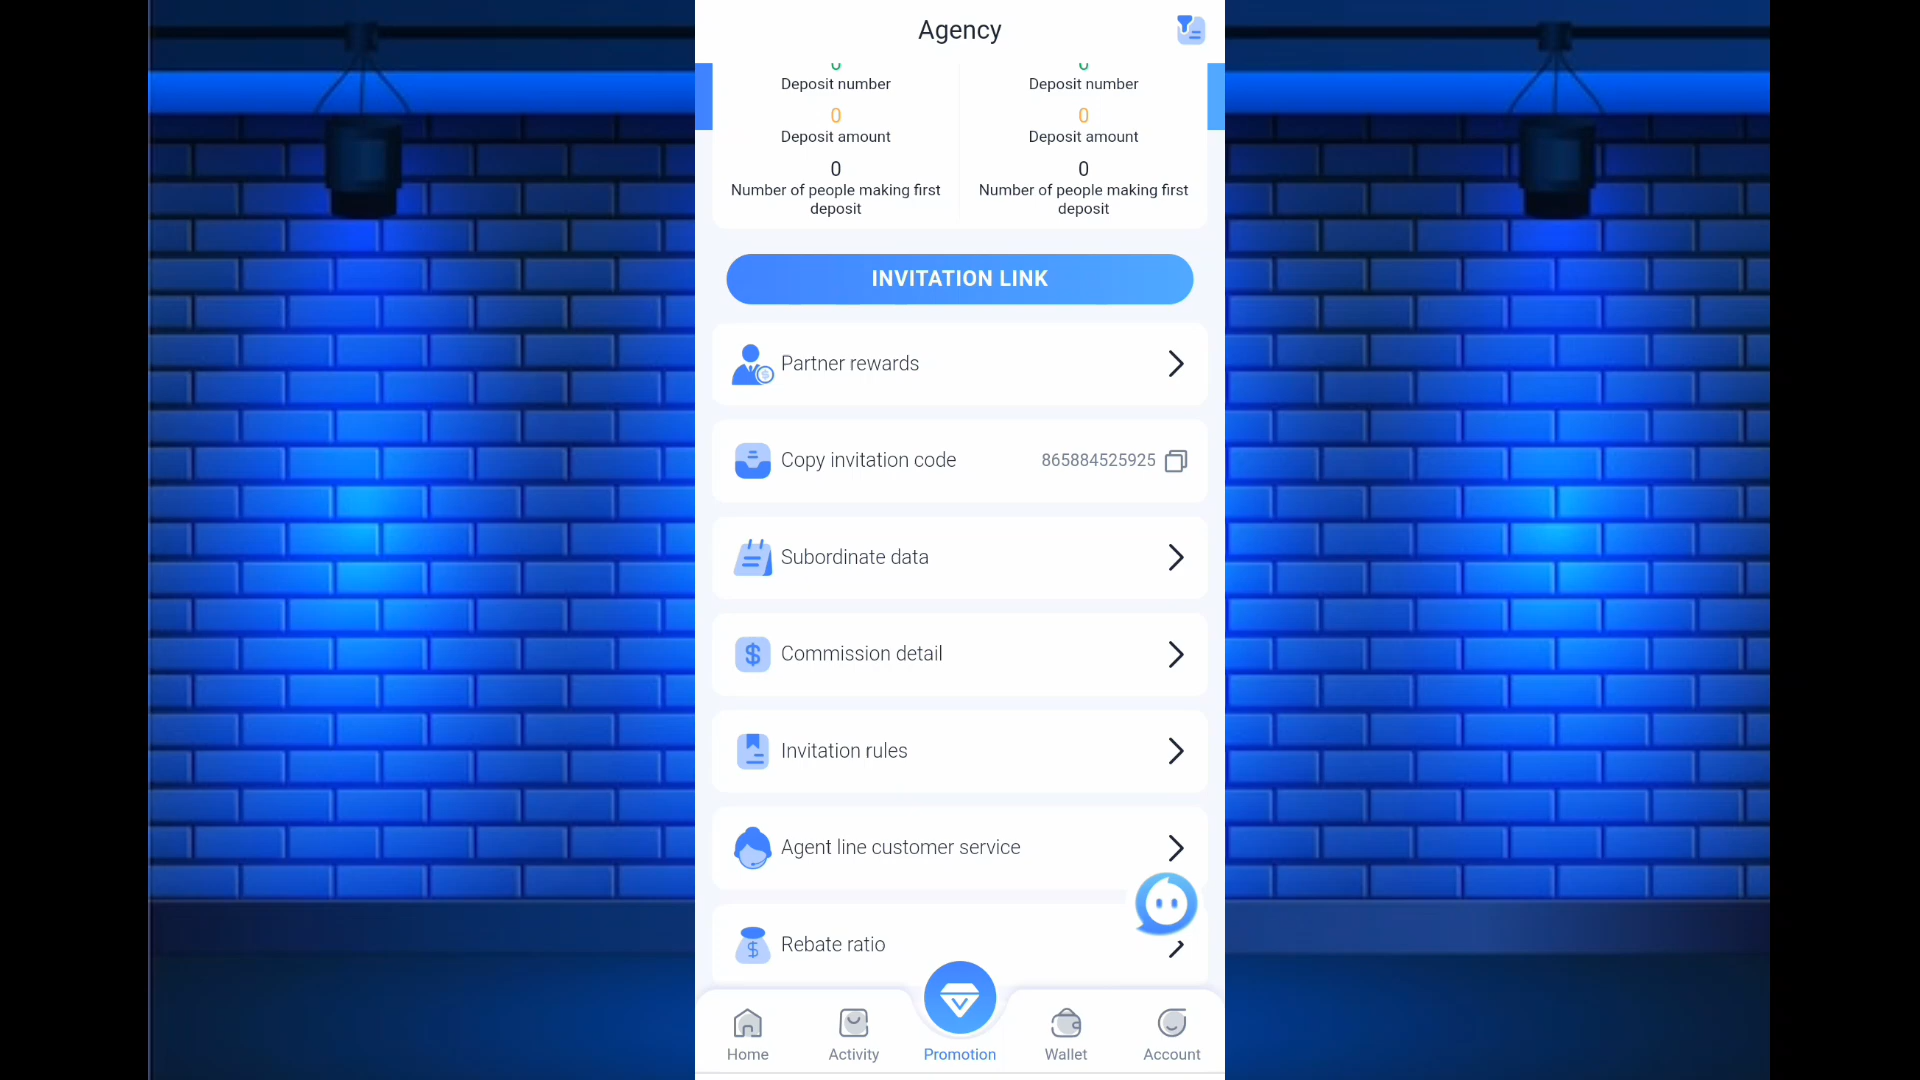 Agency
Deposit number
Deposit number
0
0
Deposit amount
Deposit amount
0
0
Number of people making first
deposit
Number of people making first
deposit
INVITATION LINK
Partner rewards
Copy invitation code 865884525925
Subordinate data
Commission detail
Invitation rules
Agent line customer service
Rebate ratio
Home Activity Promotion Wallet Account